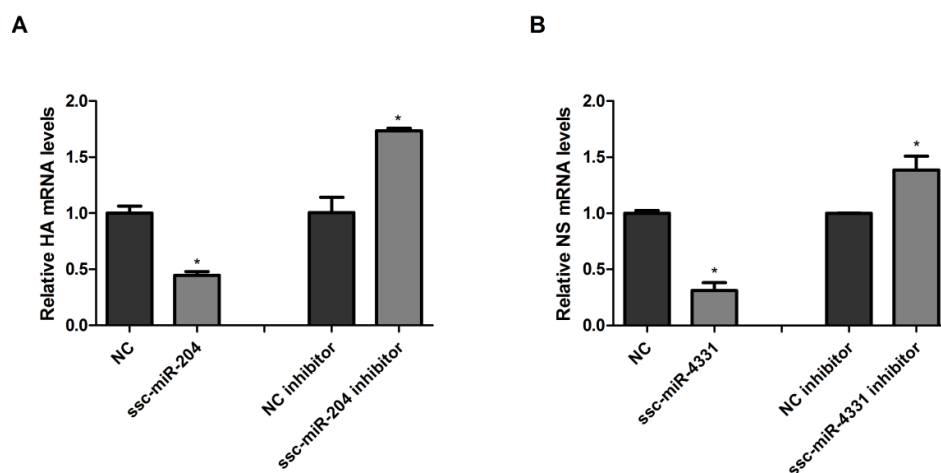 A
Relative HA mRNA levels
2.0
1.5
1.0
0.5
0.0
*
*
NC
ssc-miR-204
NC inhibitor
ssc-miR-204 inhibitor
B
Relative NS mRNA levels
2.0
1.5
1.0
0.5
0.0
*
*
NC
ssc-miR-4331
NC inhibitor
ssc-miR-4331 inhibitor